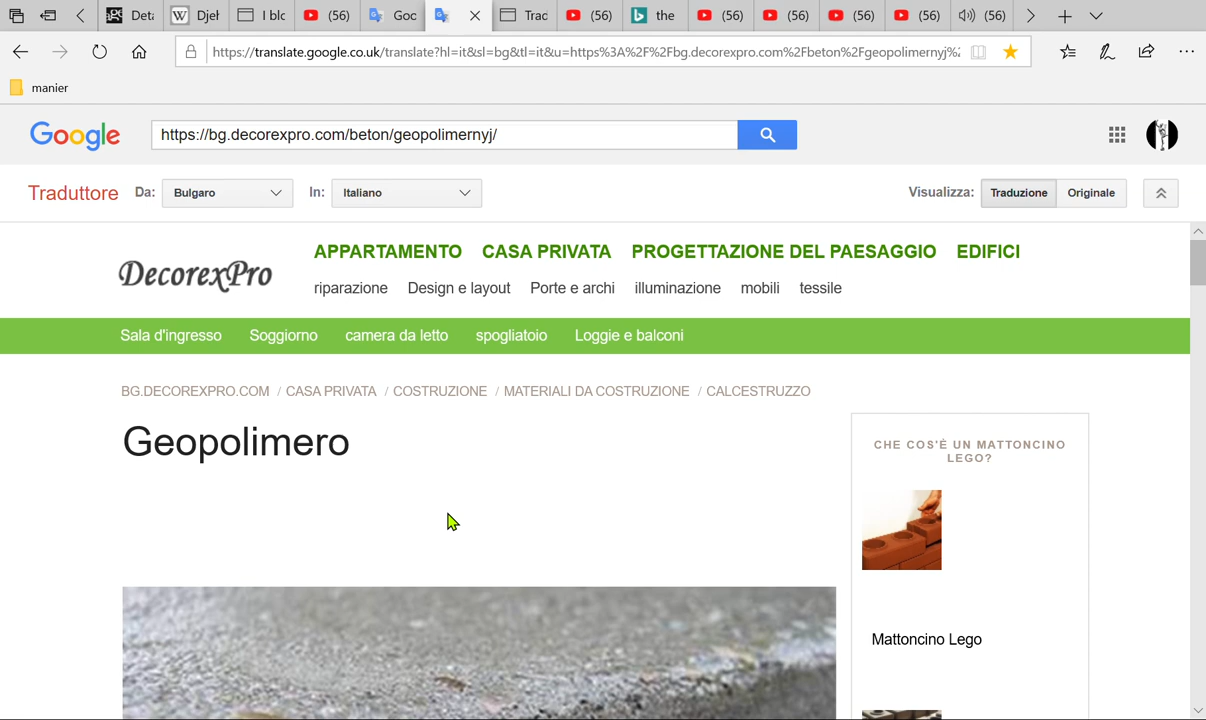 Deta
Djeh
I blo
(56)
Goc
Trad
(56)
the
(56)
(56)
(56)
(56)
(56)
https://translate.google.co.uk/translate?hl=it&sl=bg&tl=it&u=https%3A%2F%2Fbg.decorexpro.com%2Fbeton%2Fgeopolimernyj%2
manier
Google
https://bg.decorexpro.com/beton/geopolimernyj/
Traduttore Da: Bulgaro In: Italiano Visualizza: Traduzione Originale
DecorexPro
APPARTAMENTO CASA PRIVATA PROGETTAZIONE DEL PAESAGGIO EDIFICI
riparazione Design e layout Porte e archi illuminazione mobili tessile
Sala d'ingresso Soggiorno camera da letto spogliatoio Loggie e balconi
BG.DECOREXPRO.COM / CASA PRIVATA / COSTRUZIONE / MATERIALI DA COSTRUZIONE / CALCESTRUZZO
Geopolimero
CHE COS'È UN MATTONCINO
LEGO?
Mattoncino Lego